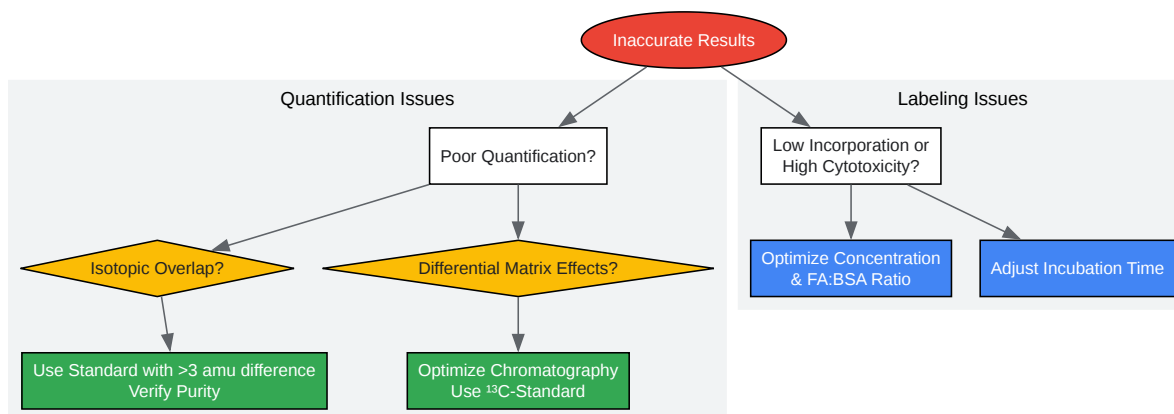 Inaccurate Results
Quantification Issues
Labeling Issues
Poor Quantification?
Low Incorporation or
High Cytotoxicity?
Isotopic Overlap?
Differential Matrix Effects?
Optimize Concentration
& FA:BSA Ratio
Adjust Incubation Time
Use Standard with >3 amu difference
Verify Purity
Optimize Chromatography
Use ¹³C-Standard